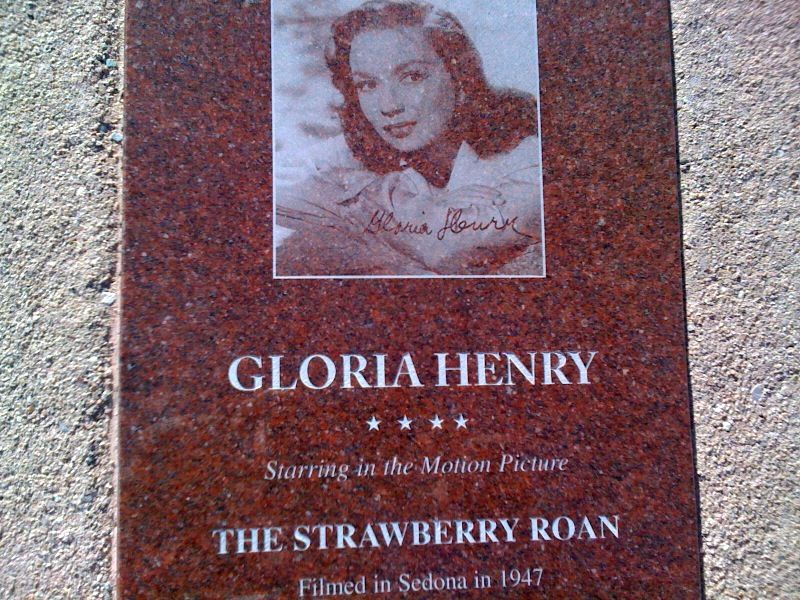 Gloria Henry
GLORIA HENRY
★ ★ ★ ★
Starring in the Motion Picture
THE STRAWBERRY ROAN
Filmed in Sedona in 1947